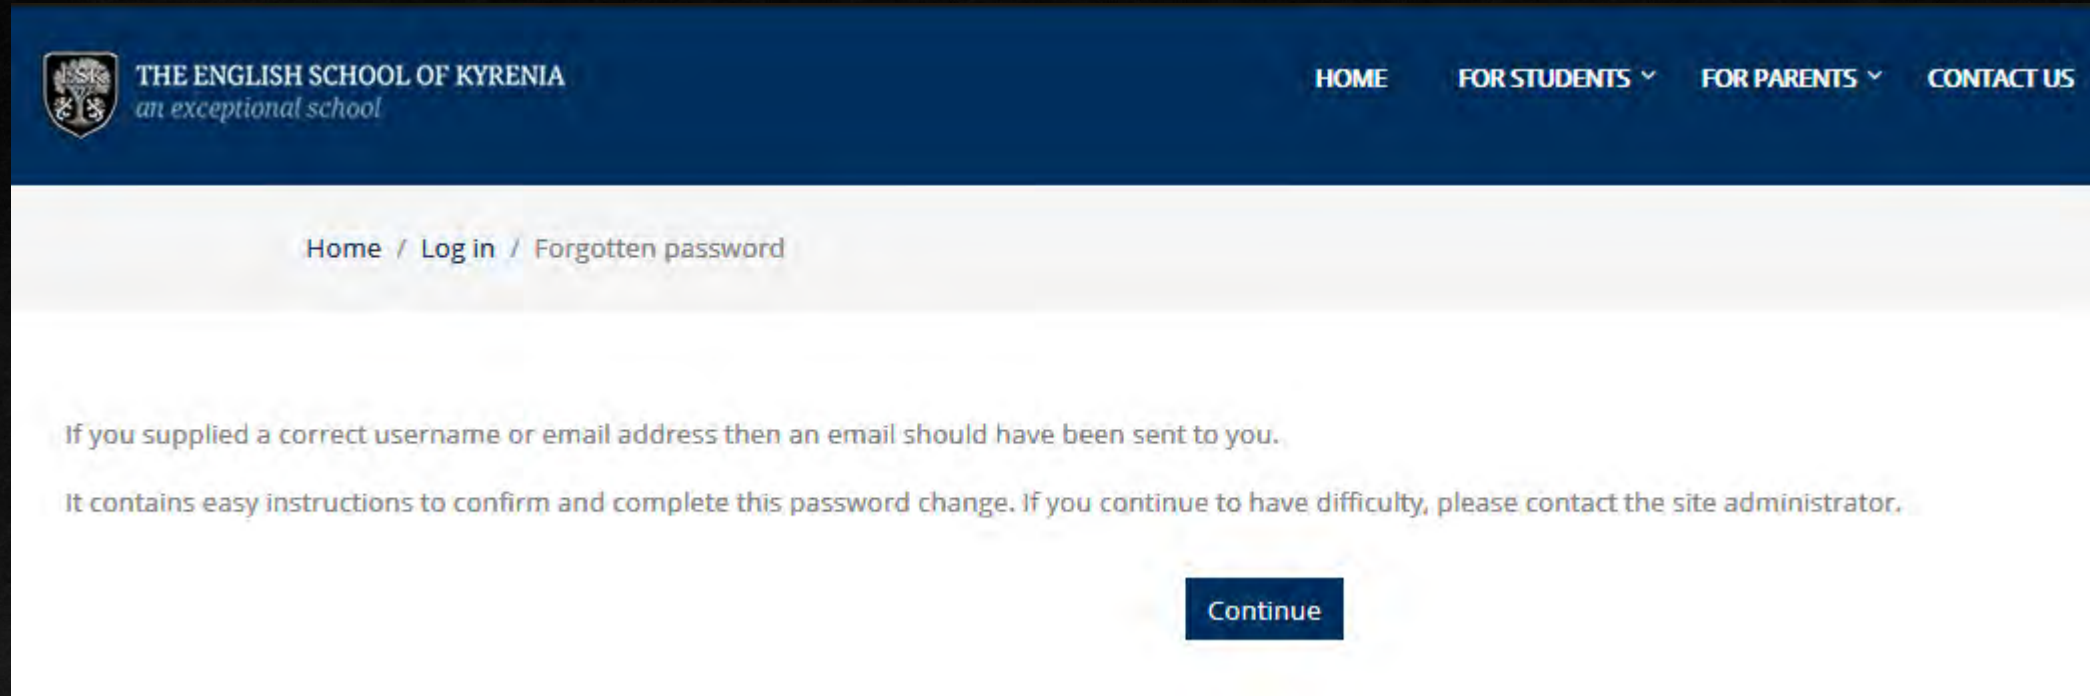 ESK
THE ENGLISH SCHOOL OF KYRENIA
an exceptional school
HOME FOR STUDENTS FOR PARENTS CONTACT US
Home / Log in / Forgotten password
If you supplied a correct username or email address then an email should have been sent to you.
It contains easy instructions to confirm and complete this password change. If you continue to have difficulty, please contact the site administrator.
Continue